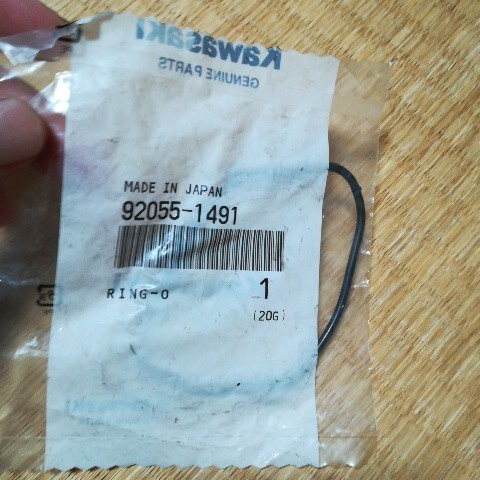 Kawasaki
GENUINE PARTS
MADE IN JAPAN
92055-1491
RING-O 1
(20G)